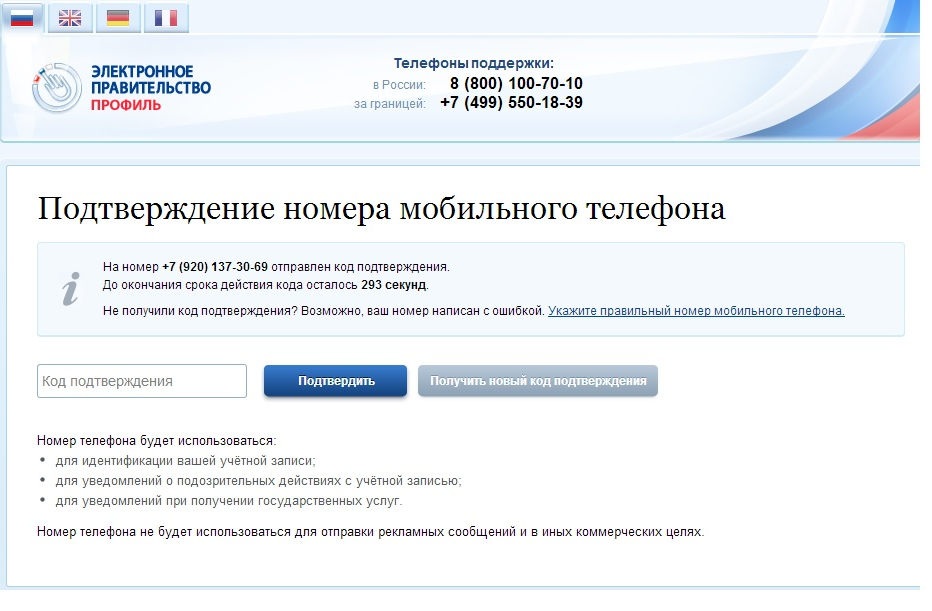 ЭЛЕКТРОННОЕ
ПРАВИТЕЛЬСТВО
ПРОФИЛЬ
Телефоны поддержки:
в России: 8 (800) 100-70-10
за границей: +7 (499) 550-18-39
Подтверждение номера мобильного телефона
На номер +7 (920) 137-30-69 отправлен код подтверждения.
До окончания срока действия кода осталось 293 секунд.
Не получили код подтверждения? Возможно, ваш номер написан с ошибкой. Укажите правильный номер мобильного телефона.
Код подтверждения
Подтвердить
Получить новый код подтверждения
Номер телефона будет использоваться:
• для идентификации вашей учётной записи;
• для уведомлений о подозрительных действиях с учётной записью;
• для уведомлений при получении государственных услуг.
Номер телефона не будет использоваться для отправки рекламных сообщений и в иных коммерческих целях.